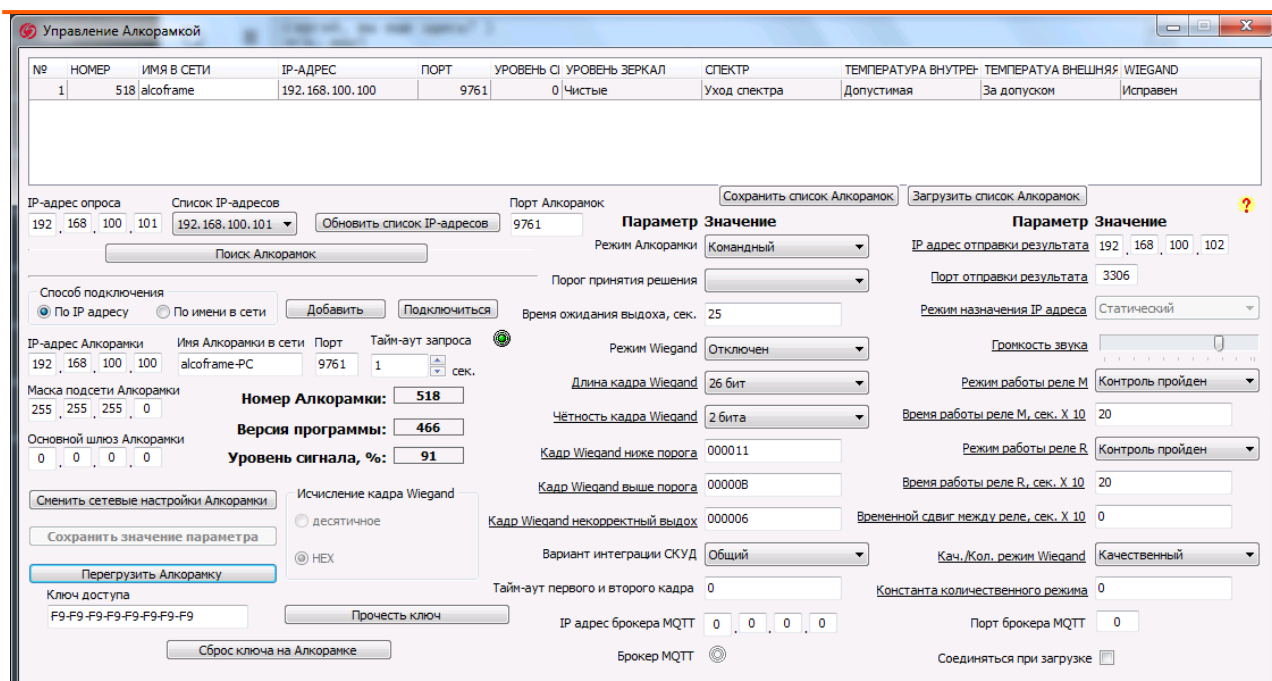 Управление Алкорамкой
№ НОМЕР ИМЯ В СЕТИ IP-АДРЕС ПОРТ УРОВЕНЬ СІ УРОВЕНЬ ЗЕРКАЛ СПЕКТР ТЕМПЕРАТУРА ВНУТРЕН ТЕМПЕРАТУА ВНЕШНЯЯ WIEGAND
1 518 alcoframe 192.168.100.100 9761 0 Чистые Уход спектра Допустимая За допуском Исправен
Сохранить список Алкорамок Загрузить список Алкорамок
IP-адрес опроса Список IP-адресов Порт Алкорамок ?
192 . 168 . 100 . 101 192.168.100.101 Обновить список IP-адресов 9761
Параметр Значение Параметр Значение
Поиск Алкорамок
Режим Алкорамки Командный IP адрес отправки результата 192 . 168 . 100 . 102
Порог принятия решения Порт отправки результата 3306
Способ подключения
По IP адресу По имени в сети Добавить Подключиться
Время ожидания выдоха, сек. 25 Режим назначения IP адреса Статический
IP-адрес Алкорамки Имя Алкорамки в сети Порт Тайм-аут запроса
192 . 168 . 100 . 100 alcoframe-PC 9761 1 сек.
Режим Wiegand Отключен Громкость звука
Маска подсети Алкорамки
255 . 255 . 255 . 0
Номер Алкорамки: 518
Длина кадра Wiegand 26 бит Режим работы реле M Контроль пройден
Версия программы: 466
Чётность кадра Wiegand 2 бита Время работы реле M, сек. X 10 20
Основной шлюз Алкорамки
0 . 0 . 0 . 0
Уровень сигнала, %: 91
Кадр Wiegand ниже порога 000011 Режим работы реле R Контроль пройден
Кадр Wiegand выше порога 00000B Время работы реле R, сек. X 10 20
Сменить сетевые настройки Алкорамки Исчисление кадра Wiegand
десятичное
Кадр Wiegand некорректный выдох 000006 Временной сдвиг между реле, сек. X 10 0
Сохранить значение параметра
HEX
Вариант интеграции СКУД Общий Кач./Кол. режим Wiegand Качественный
Перегрузить Алкорамку
Тайм-аут первого и второго кадра 0 Константа количественного режима 0
Ключ доступа
F9-F9-F9-F9-F9-F9-F9-F9 Прочесть ключ
IP адрес брокера MQTT 0 . 0 . 0 . 0 Порт брокера MQTT 0
Сброс ключа на Алкорамке
Брокер MQTT Соединяться при загрузке